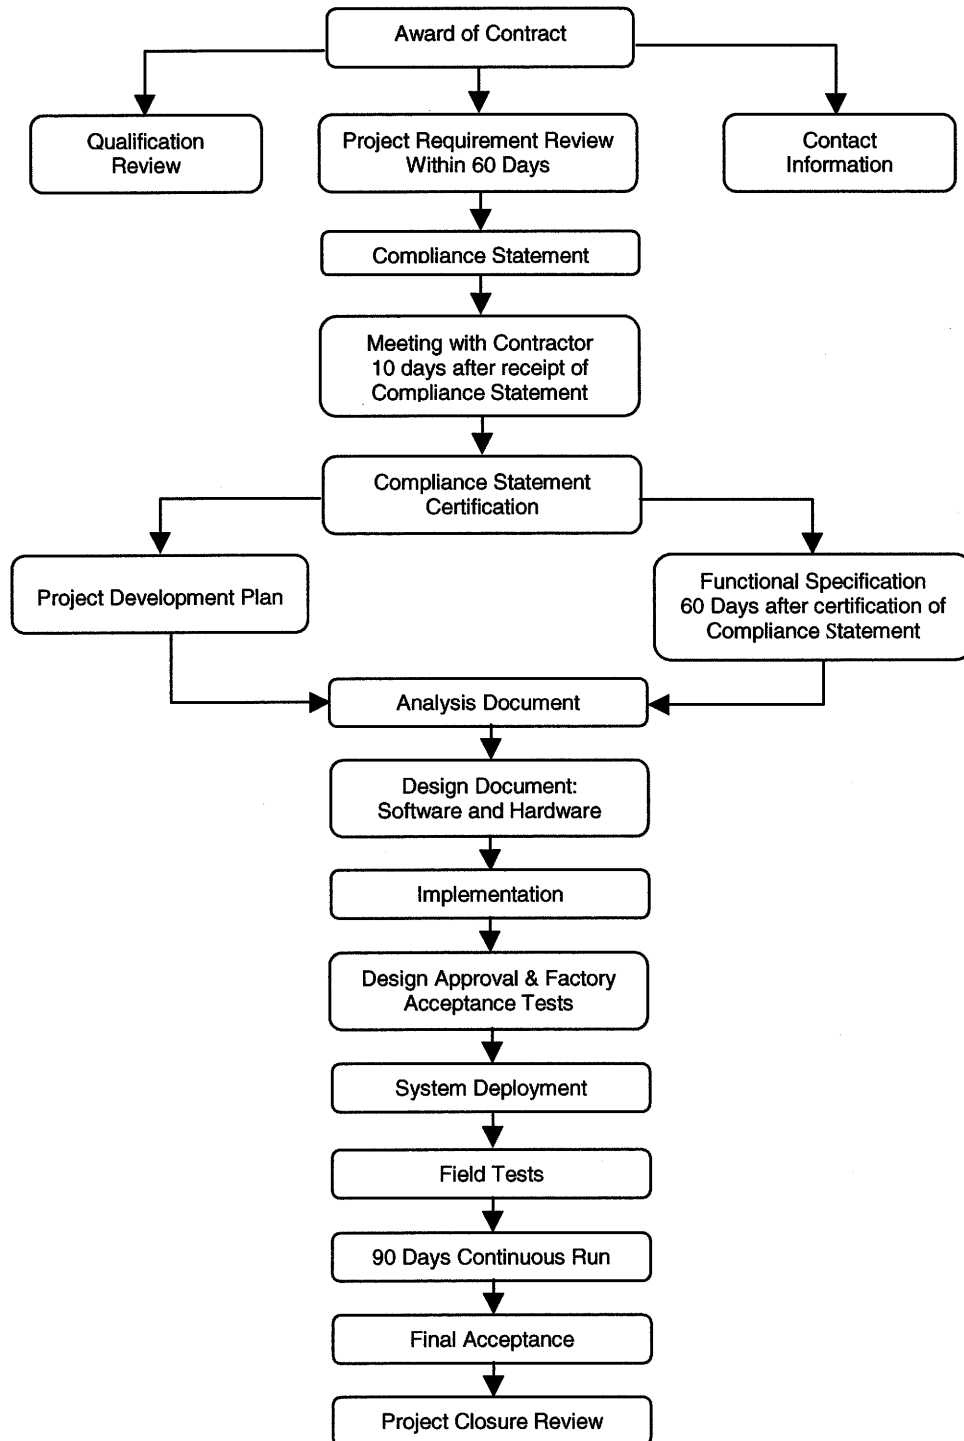 Award of Contract
Qualification
Review
Project Requirement Review
Within 60 Days
Contact
Information
Compliance Statement
Meeting with Contractor
10 days after receipt of
Compliance Statement
Compliance Statement
Certification
Project Development Plan
Functional Specification
60 Days after certification of
Compliance Statement
Analysis Document
Design Document:
Software and Hardware
Implementation
Design Approval & Factory
Acceptance Tests
System Deployment
Field Tests
90 Days Continuous Run
Final Acceptance
Project Closure Review